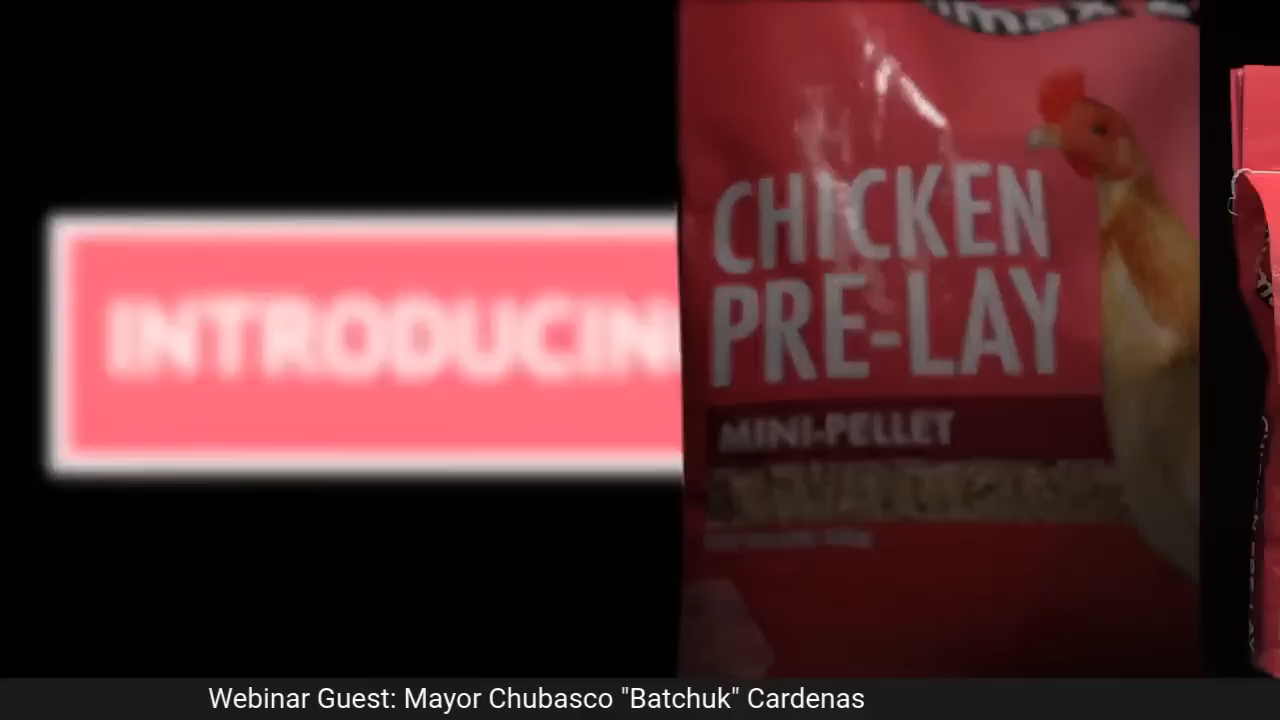 INTRODUCIN
CHICKEN
PRE-LAY
MINI-PELLET
Webinar Guest: Mayor Chubasco "Batchuk" Cardenas